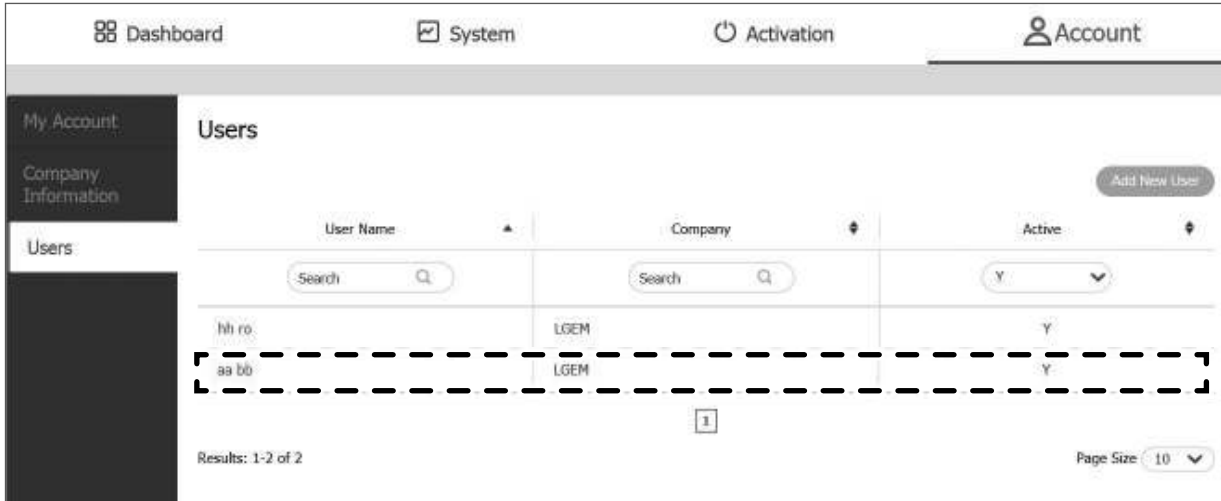 Dashboard System Activation Account
My Account
Company
Information
Users
Users
Add New User
User Name Company Active
Search Search Y
hh ro LGEM Y
aa bb LGEM Y
1
Results: 1-2 of 2 Page Size 10